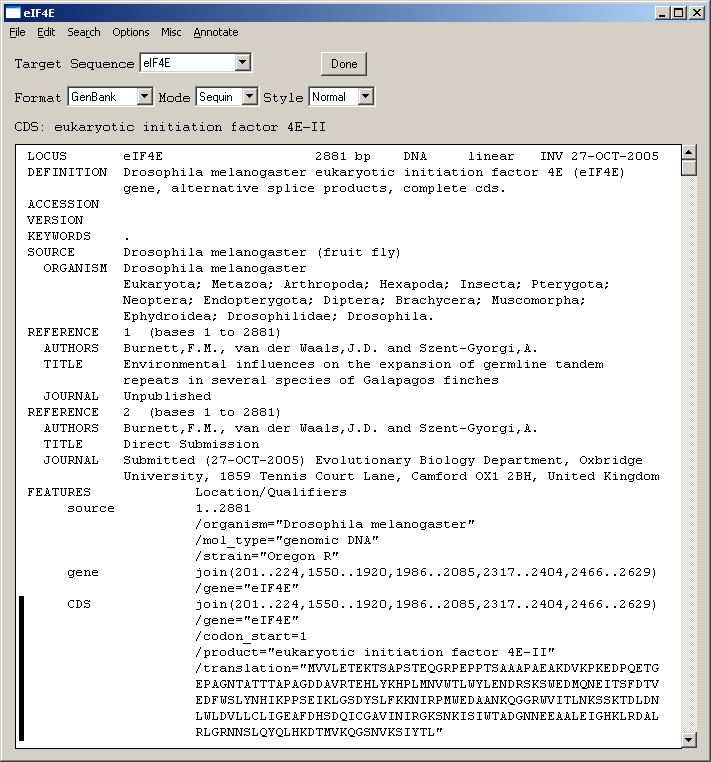 eIF4E
File Edit Search Options Misc Annotate
Target Sequence eIF4E Done
Format GenBank Mode Sequin Style Normal
CDS: eukaryotic initiation factor 4E-II
LOCUS eIF4E 2881 bp DNA linear INV 27-OCT-2005
DEFINITION Drosophila melanogaster eukaryotic initiation factor 4E (eIF4E)
gene, alternative splice products, complete cds.
ACCESSION
VERSION
KEYWORDS .
SOURCE Drosophila melanogaster (fruit fly)
ORGANISM Drosophila melanogaster
Eukaryota; Metazoa; Arthropoda; Hexapoda; Insecta; Pterygota;
Neoptera; Endopterygota; Diptera; Brachycera; Muscomorpha;
Ephydroidea; Drosophilidae; Drosophila.
REFERENCE 1 (bases 1 to 2881)
AUTHORS Burnett,F.M., van der Waals,J.D. and Szent-Gyorgi,A.
TITLE Environmental influences on the expansion of germline tandem
repeats in several species of Galapagos finches
JOURNAL Unpublished
REFERENCE 2 (bases 1 to 2881)
AUTHORS Burnett,F.M., van der Waals,J.D. and Szent-Gyorgi,A.
TITLE Direct Submission
JOURNAL Submitted (27-OCT-2005) Evolutionary Biology Department, Oxbridge
University, 1859 Tennis Court Lane, Camford OX1 2BH, United Kingdom
FEATURES Location/Qualifiers
source 1..2881
/organism="Drosophila melanogaster"
/mol_type="genomic DNA"
/strain="Oregon R"
gene join(201..224,1550..1920,1986..2085,2317..2404,2466..2629)
/gene="eIF4E"
CDS join(201..224,1550..1920,1986..2085,2317..2404,2466..2629)
/gene="eIF4E"
/codon_start=1
/product="eukaryotic initiation factor 4E-II"
/translation="MVVLETEKTSAPSTEQGRPEPPTSAAAPAEAKDVKPKEDPQETG
EPAGNTATTTAPAGDDAVRTEHLYKHPLMNVWTLWYLENDRSKSWEDMQNEITSFDTV
EDFWSLYNHIKPPSEIKLGSDYSLFKKNIRPMWEDAANKQGGRWVITLNKSSKTDLDN
LWLDVLLCLIGEAFDHSDQICGAVINIRGKSNKISIWTADGNNEEAALEIGHKLRDAL
RLGRNNSLQYQLHKDTMVKQGSNVKSIYTL"